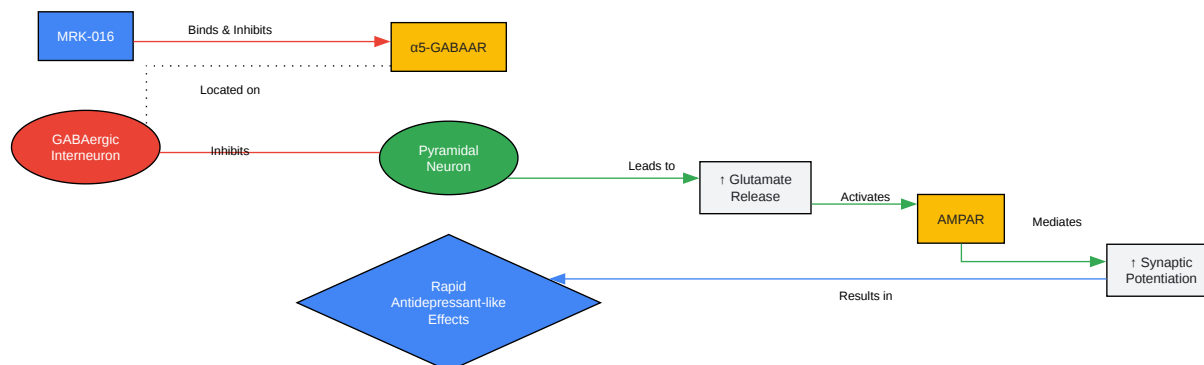 MRK-016
Binds & Inhibits
α5-GABAAR
Located on
GABAergic
Interneuron
Inhibits
Pyramidal
Neuron
Leads to
↑ Glutamate
Release
Activates
AMPAR
Mediates
↑ Synaptic
Potentiation
Results in
Rapid
Antidepressant-like
Effects